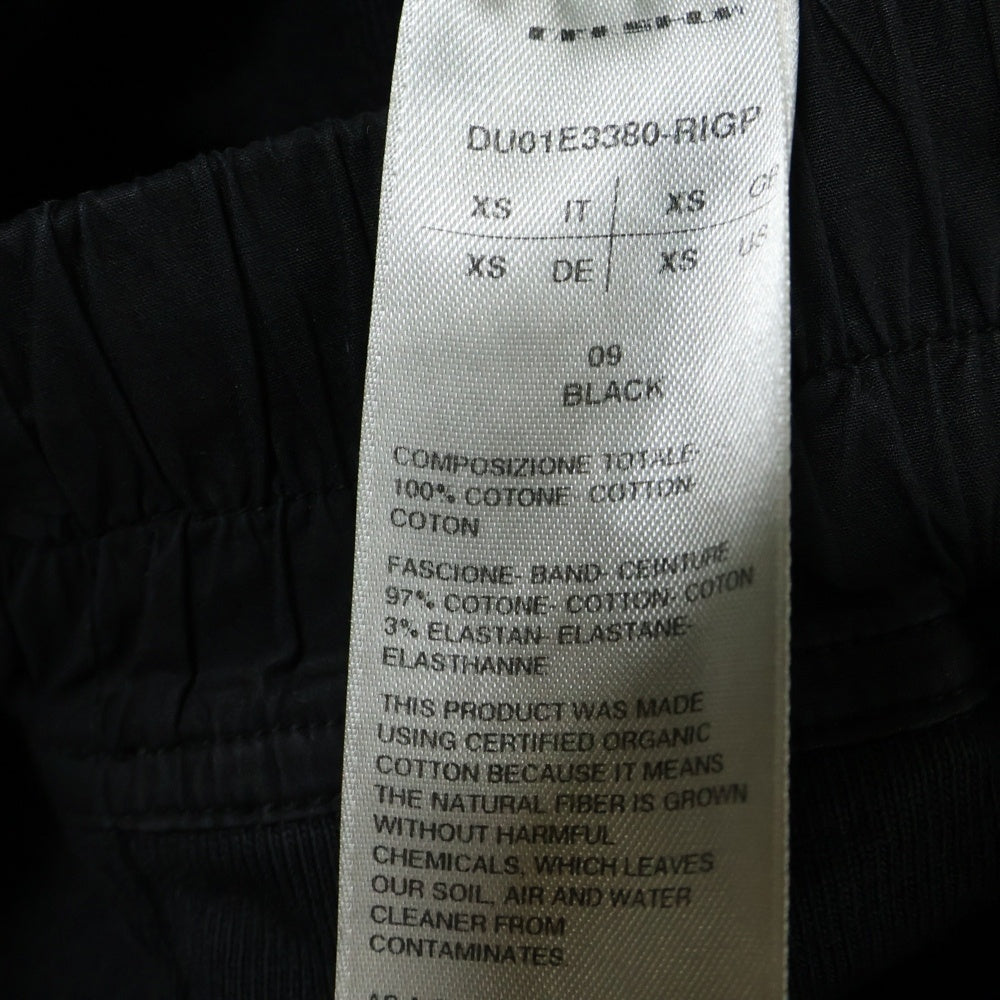 DU01E3380-RIGP
XS IT XS GB
XS DE XS US
09
BLACK
COMPOSIZIONE TOTALE-
100% COTONE COTTON-
COTON
FASCIONE- BAND- CEINTURE
97% COTONE- COTTON- COTON
3% ELASTAN- ELASTANE-
ELASTHANNE
THIS PRODUCT WAS MADE
USING CERTIFIED ORGANIC
COTTON BECAUSE IT MEANS
THE NATURAL FIBER IS GROWN
WITHOUT HARMFUL
CHEMICALS, WHICH LEAVES
OUR SOIL, AIR AND WATER
CLEANER FROM
CONTAMINATES